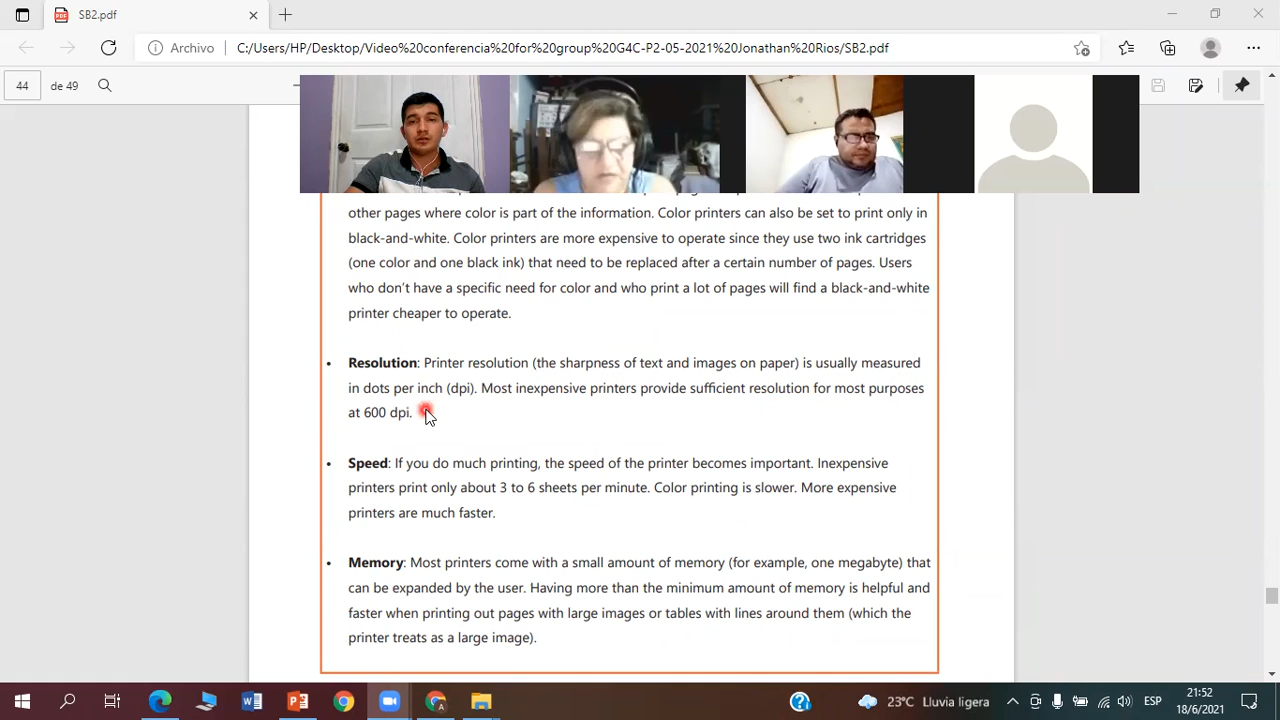 SB2.pdf
Archivo
C:/Users/HP/Desktop/Video%20conferencia%20for%20group%20G4C-P2-05-2021%20Jonathan%20Rios/SB2.pdf
44 de 49
other pages where color is part of the information. Color printers can also be set to print only in
black-and-white. Color printers are more expensive to operate since they use two ink cartridges
(one color and one black ink) that need to be replaced after a certain number of pages. Users
who don't have a specific need for color and who print a lot of pages will find a black-and-white
printer cheaper to operate.
• Resolution: Printer resolution (the sharpness of text and images on paper) is usually measured
in dots per inch (dpi). Most inexpensive printers provide sufficient resolution for most purposes
at 600 dpi.
• Speed: If you do much printing, the speed of the printer becomes important. Inexpensive
printers print only about 3 to 6 sheets per minute. Color printing is slower. More expensive
printers are much faster.
• Memory: Most printers come with a small amount of memory (for example, one megabyte) that
can be expanded by the user. Having more than the minimum amount of memory is helpful and
faster when printing out pages with large images or tables with lines around them (which the
printer treats as a large image).
23°C Lluvia ligera
ESP
21:52
18/6/2021